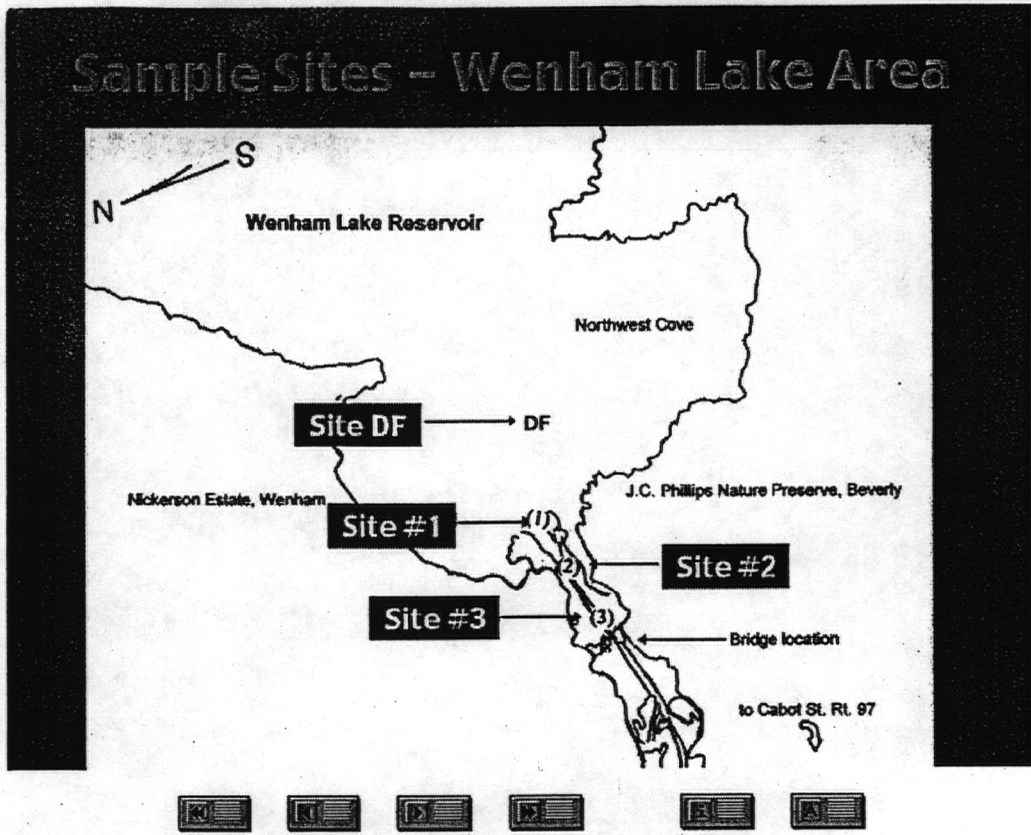 Sample Sites – Wenham Lake Area
S
N
Wenham Lake Reservoir
Northwest Cove
Site DF
DF
Nickerson Estate, Wenham
J.C. Phillips Nature Preserve, Beverly
Site #1
(1)
(2)
Site #2
Site #3
(3)
Bridge location
to Cabot St. Rt. 97